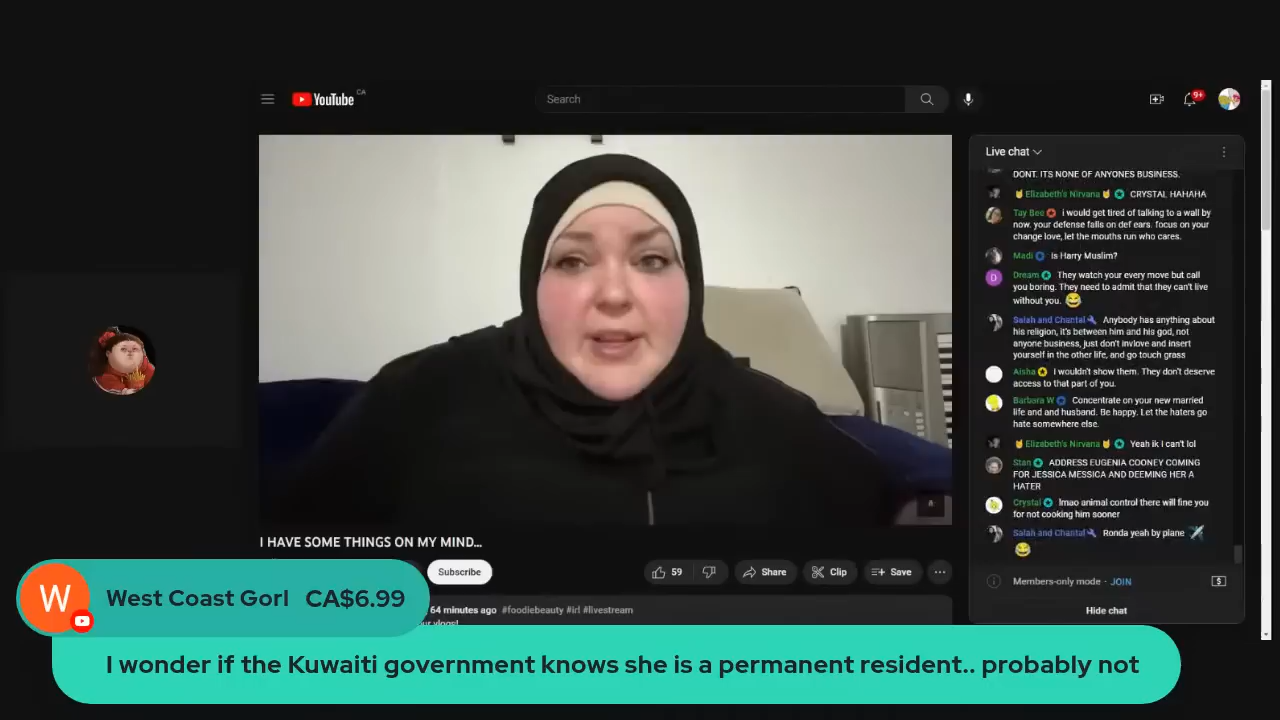 YouTube CA
Search
9+
Live chat
DONT. ITS NONE OF ANYONES BUSINESS.
Elizabeth's Nirvana CRYSTAL HAHAHA
Tay Bee i would get tired of talking to a wall by
now. your defense falls on def ears. focus on your
change love, let the mouths run who cares.
Madi is Harry Muslim?
D
Dream They watch your every move but call
you boring. They need to admit that they can't live
without you. 😂
Salah and Chantal Anybody has anything about
his religion, it's between him and his god, not
anyone business, just don't invlove and insert
yourself in the other life, and go touch grass
Aisha I wouldn't show them. They don't deserve
access to that part of you.
Barbara W Concentrate on your new married
life and and husband. Be happy. Let the haters go
hate somewhere else.
Elizabeth's Nirvana Yeah ik I can't lol
Stan ADDRESS EUGENIA COONEY COMING
FOR JESSICA MESSICA AND DEEMING HER A
HATER
Crystal lmao animal control there will fine you
for not cooking him sooner
Salah and Chantal Ronda yeah by plane ✈️
😂
Members-only mode · JOIN
Hide chat
I HAVE SOME THINGS ON MY MIND...
Subscribe
59
Share
Clip
Save
64 minutes ago #foodiebeauty #irl #livestream
vlogs!
W
West Coast Gorl CA$6.99
I wonder if the Kuwaiti government knows she is a permanent resident.. probably not